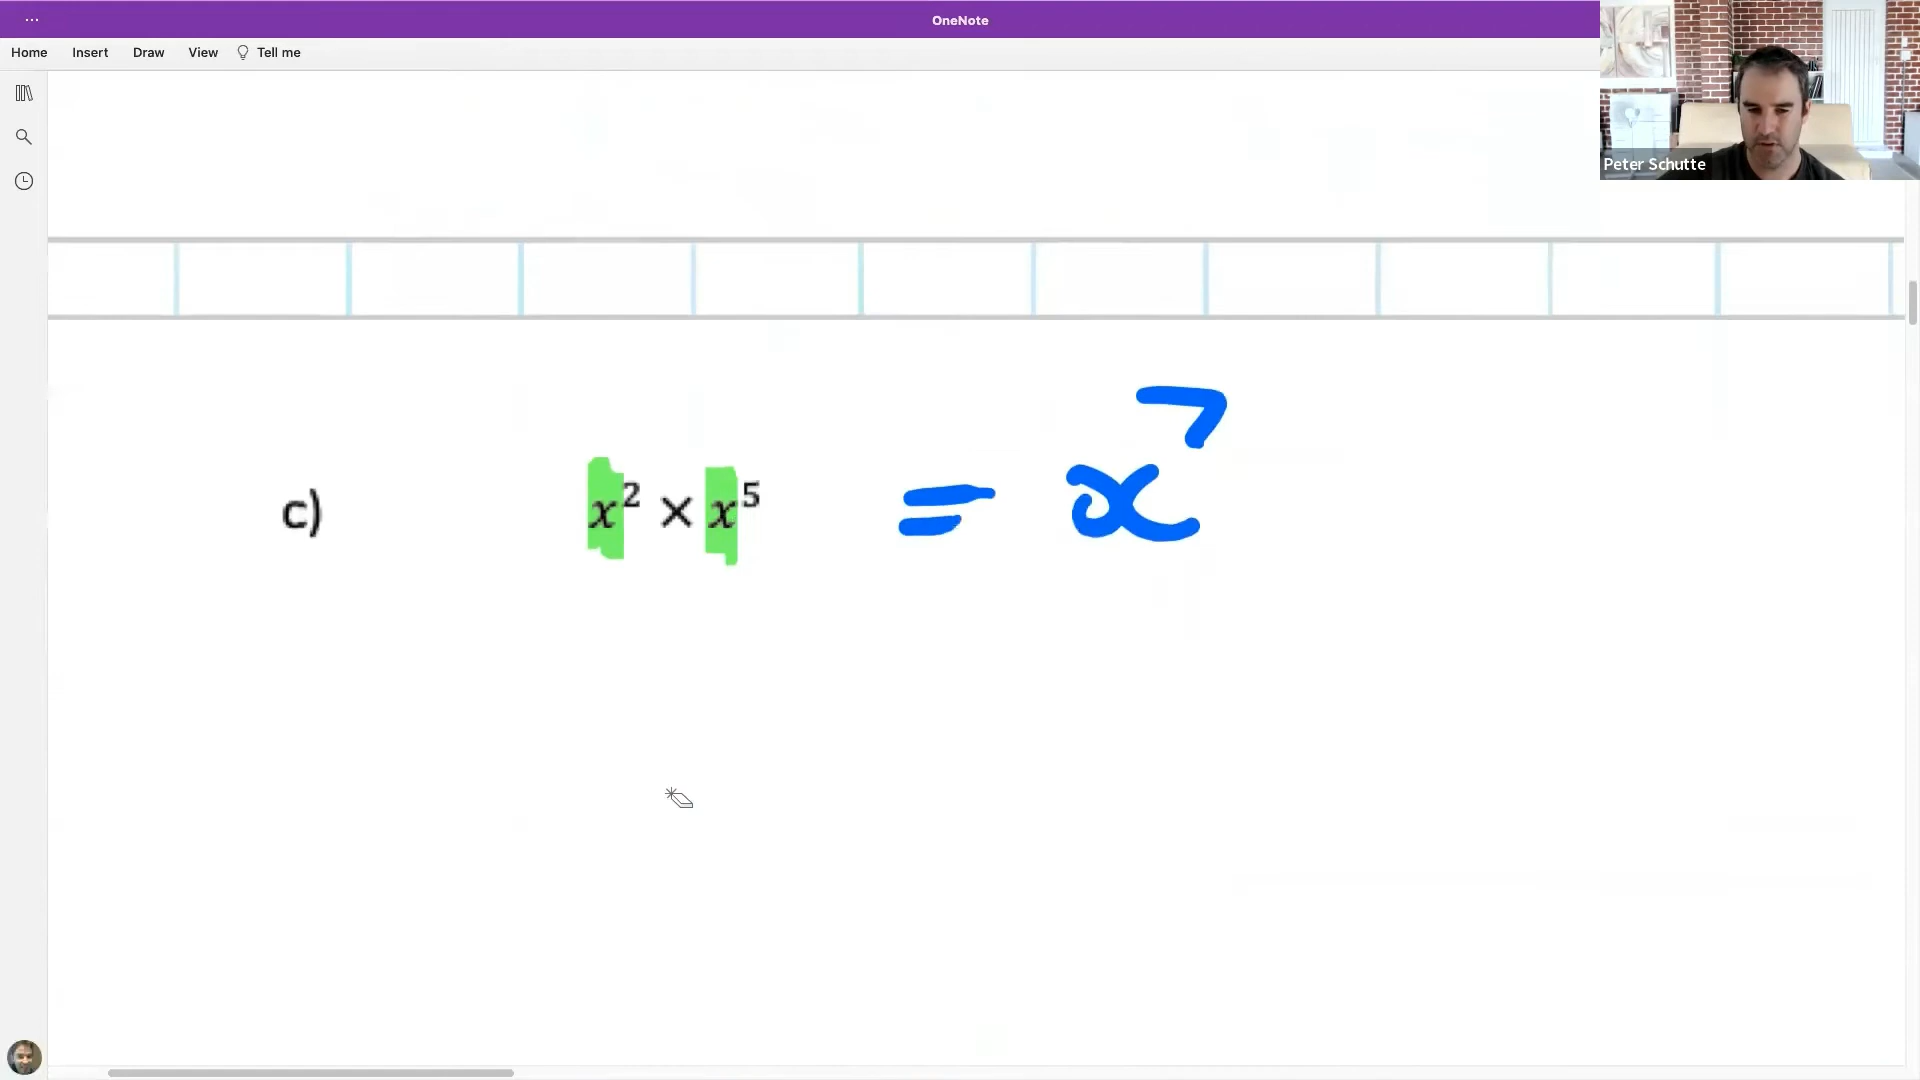 OneNote
Home Insert Draw View Tell me
Peter Schutte
c) x² × x⁵ = x⁷